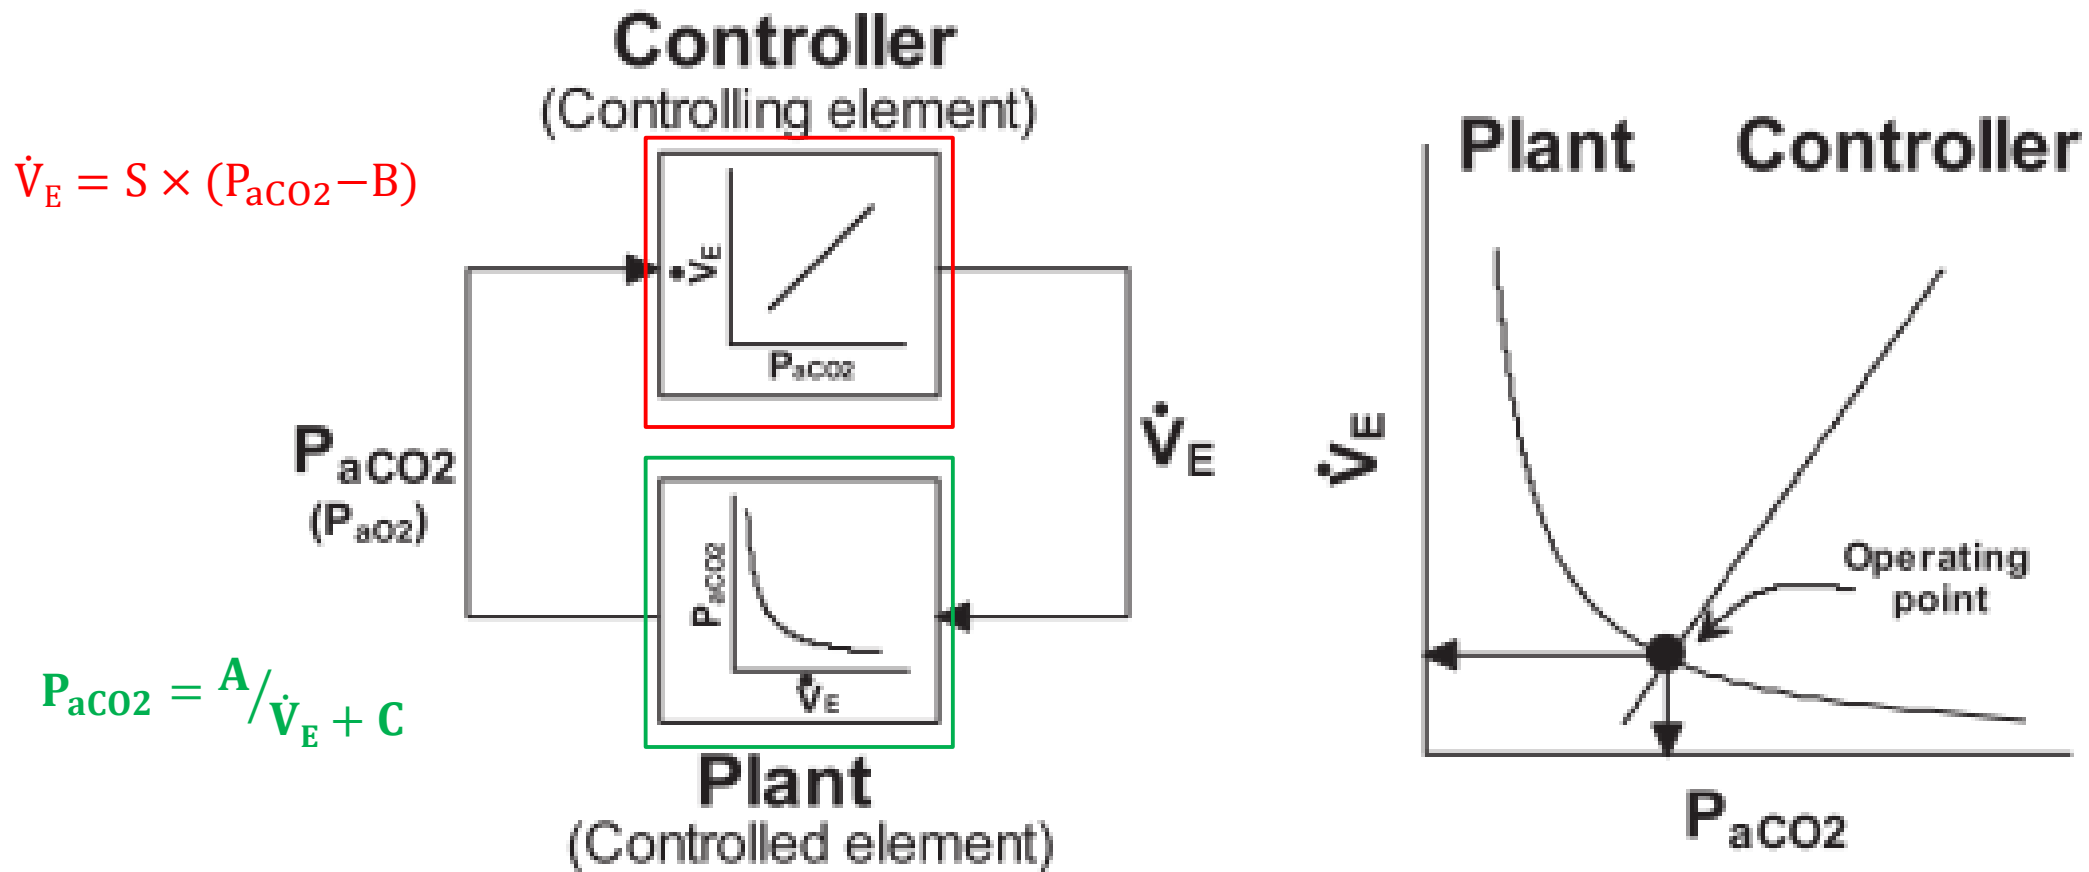 Controller
(Controlling element)
V̇E = S × (PaCO2−B)
V̇E
PaCO2
PaCO2
(PaO2)
V̇E
PaCO2
V̇E
PaCO2 = A/V̇E + C
Plant
(Controlled element)
Plant Controller
V̇E
Operating
point
PaCO2